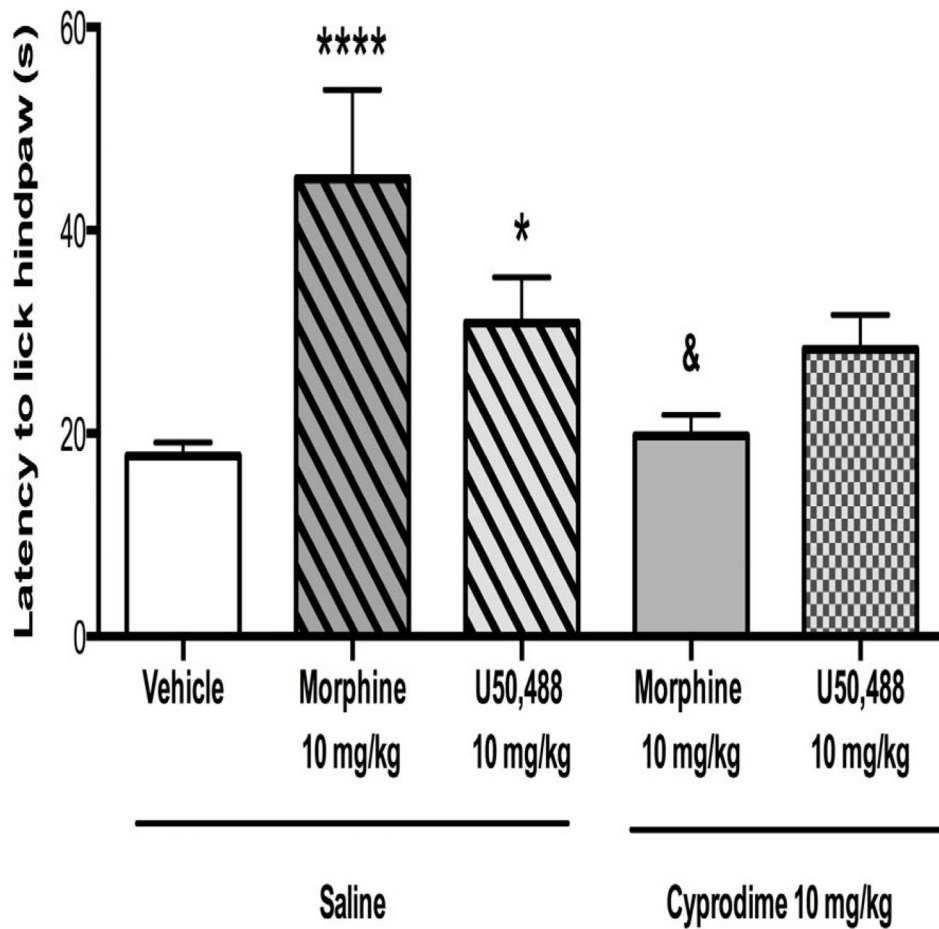 Latency to lick hindpaw (s)
60
40
20
0
****
*
&
Vehicle
Morphine
10 mg/kg
U50,488
10 mg/kg
Morphine
10 mg/kg
U50,488
10 mg/kg
Saline
Cyprodime 10 mg/kg